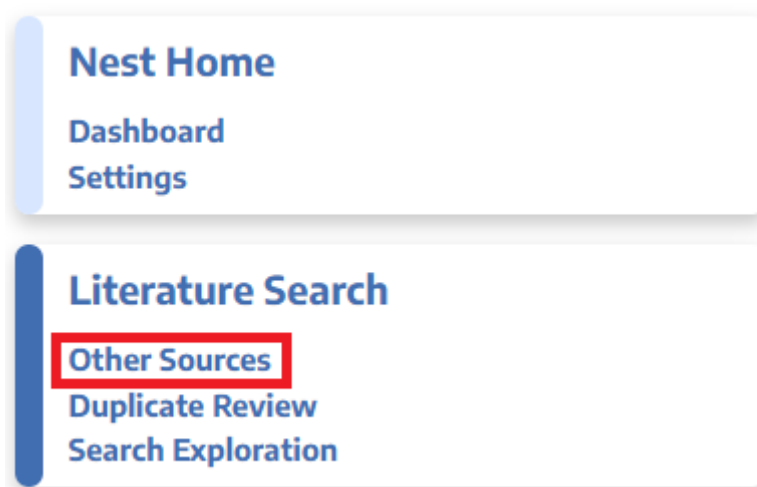 Nest Home
Dashboard
Settings
Literature Search
Other Sources
Duplicate Review
Search Exploration